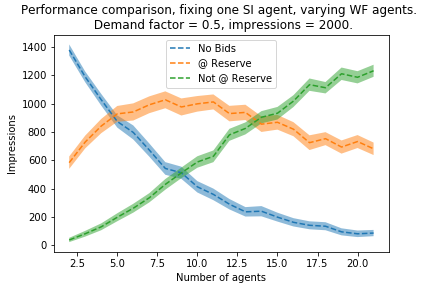 Performance comparison, fixing one SI agent, varying WF agents.
Demand factor = 0.5, impressions = 2000.
No Bids
@ Reserve
Not @ Reserve
1400
1200
1000
800
600
400
200
0
Impressions
2.5 5.0 7.5 10.0 12.5 15.0 17.5 20.0
Number of agents